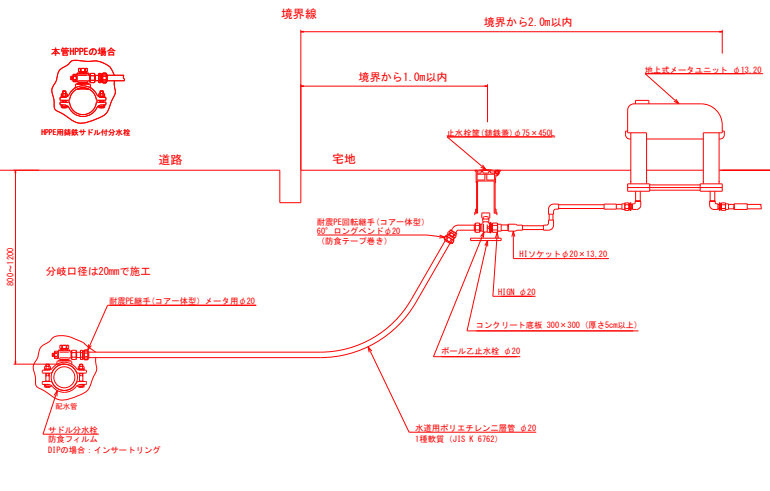 境界線
境界から2.0m以内
本管HPPEの場合
境界から1.0m以内
地上式メータユニット φ13.20
HPPE用鋳鉄サドル付分水栓
止水栓筐(鋳鉄蓋)φ75×450L
道路
宅地
耐震PE回転継手(コア一体型)
60°ロングベンドφ20
(防食テープ巻き)
HIソケットφ20×13.20
800～1200
分岐口径は20mmで施工
HIGN φ20
耐震PE継手(コア一体型) メータ用φ20
コンクリート底板 300×300 (厚さ5cm以上)
ボール乙止水栓 φ20
配水管
サドル分水栓
防食フィルム
DIPの場合：インサートリング
水道用ポリエチレン二層管 φ20
1種軟質 (JIS K 6762)